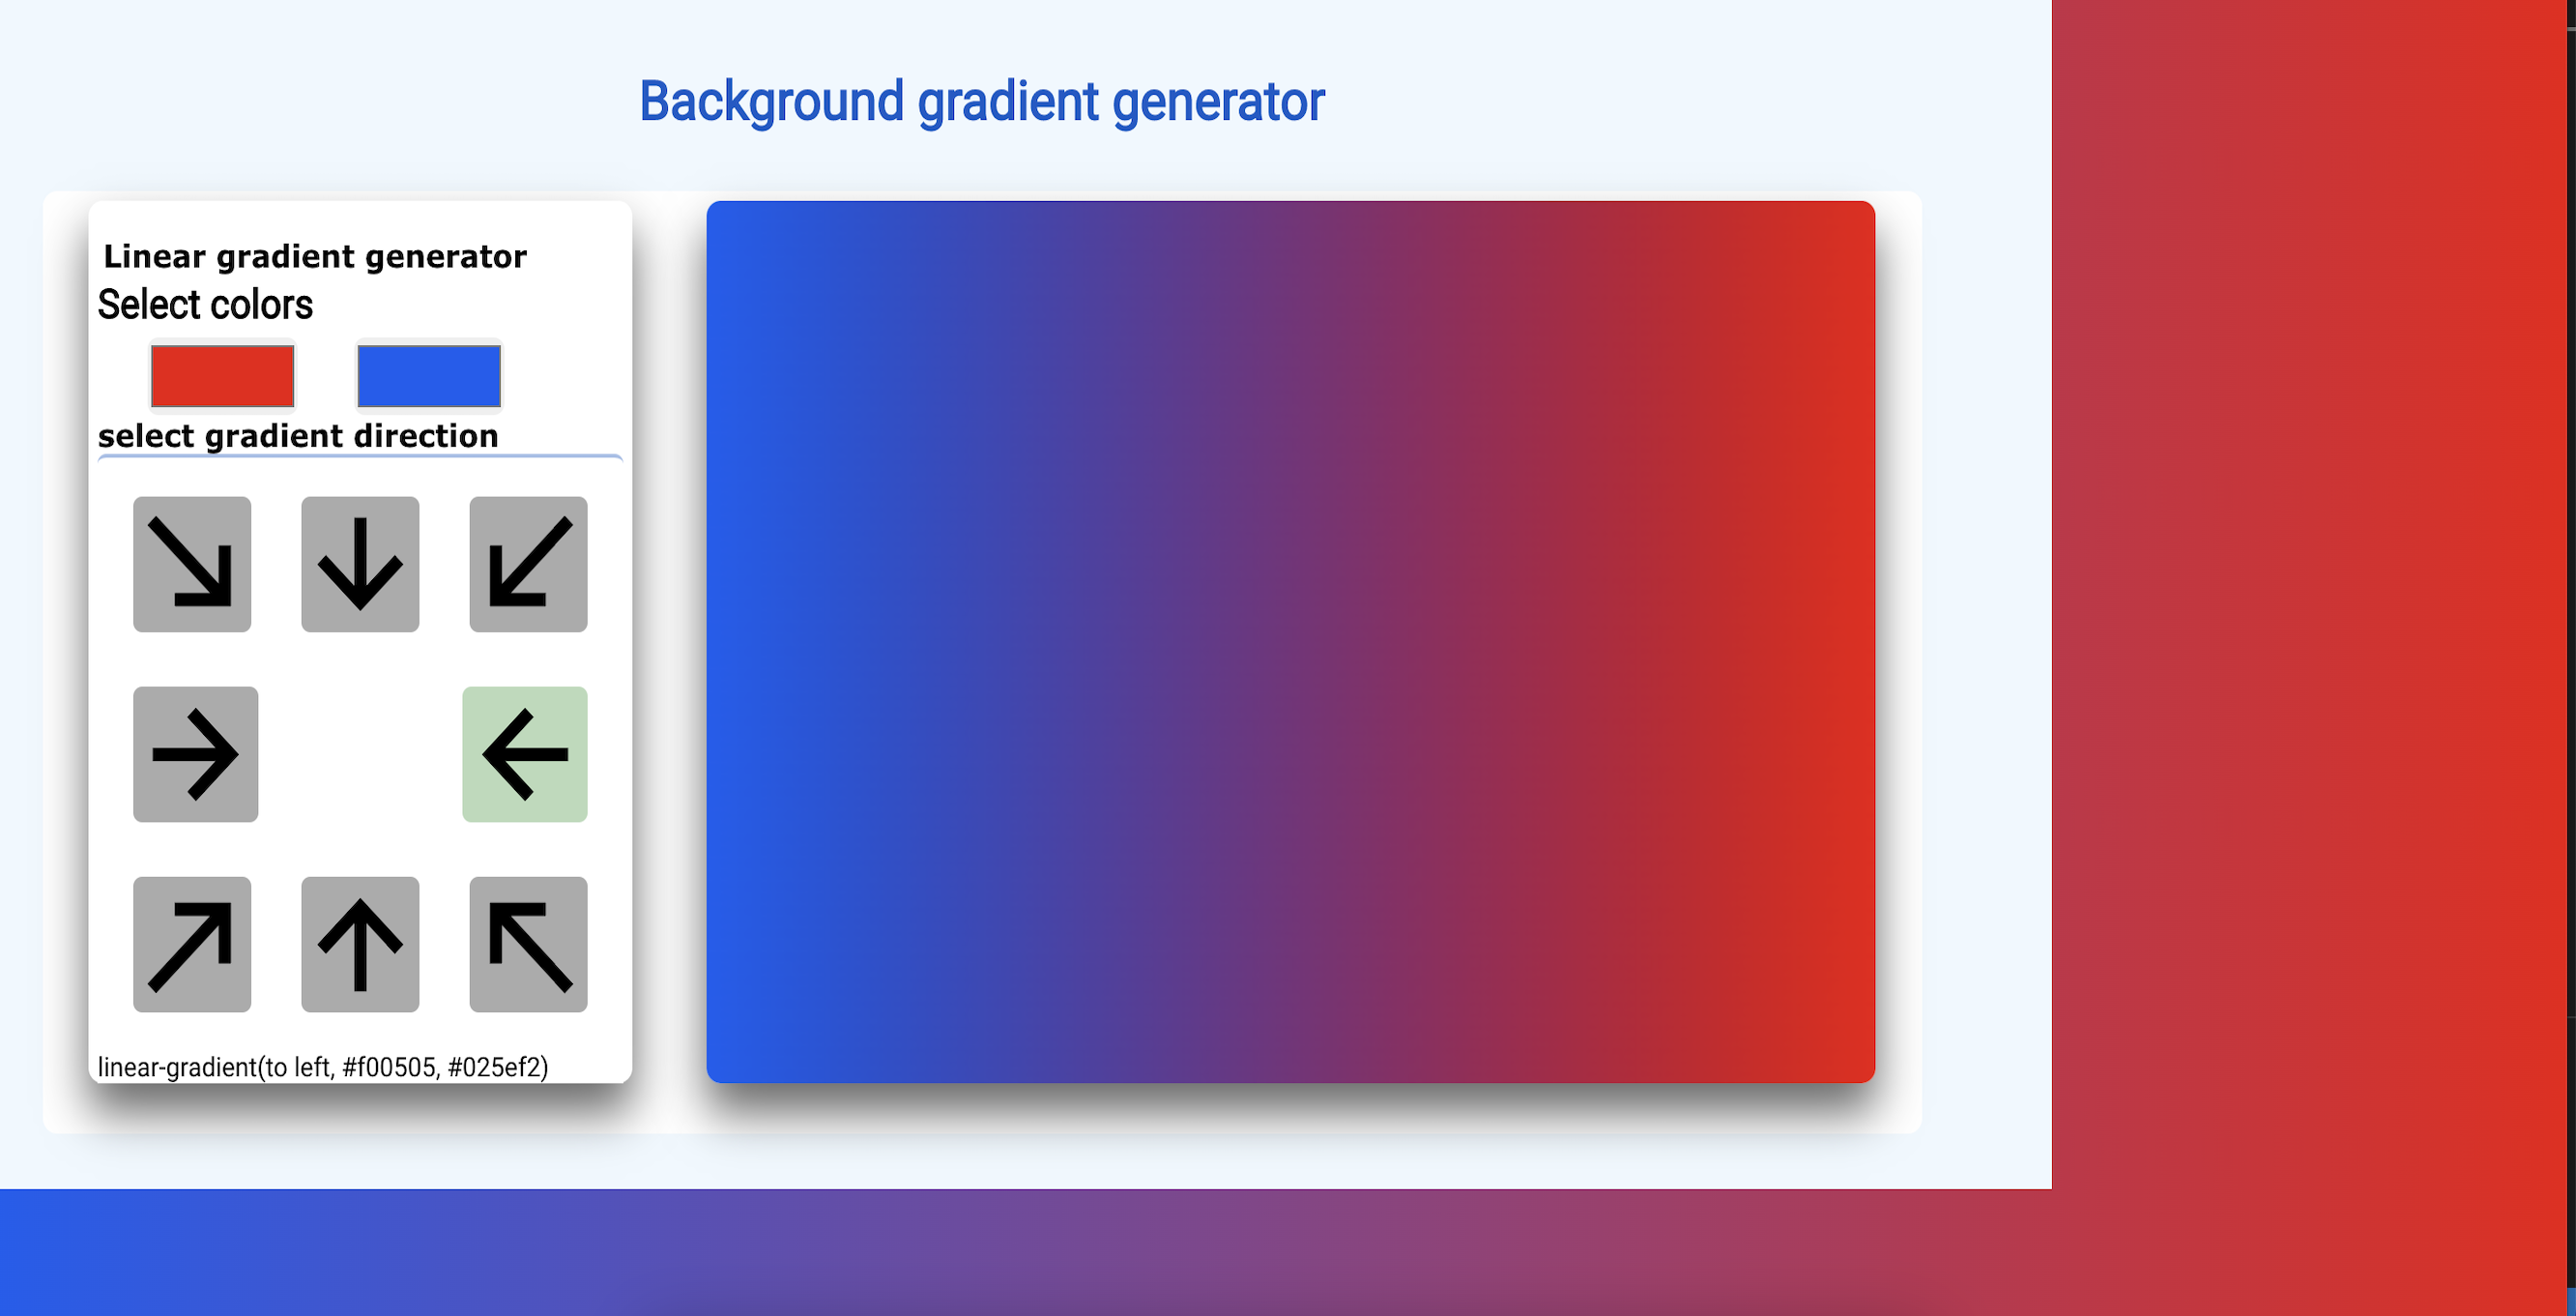 Background gradient generator
Linear gradient generator
Select colors
select gradient direction
linear-gradient(to left, #f00505, #025ef2)